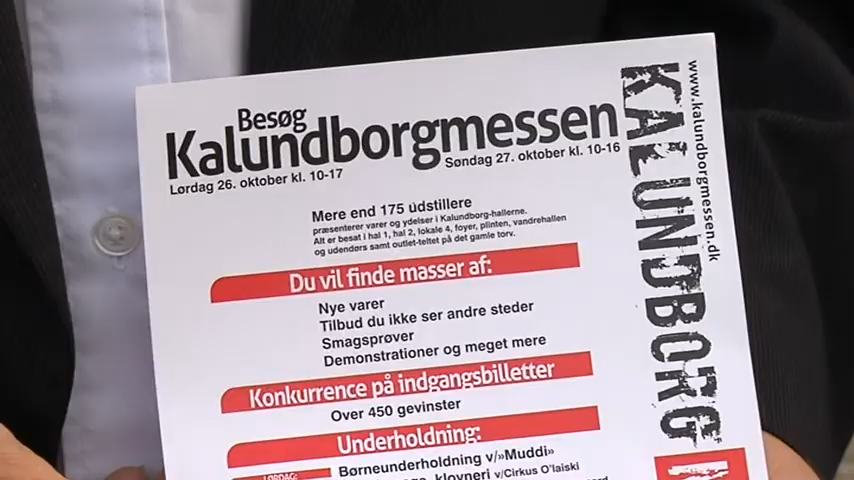 Besøg
Kalundborgmessen
Lørdag 26. oktober kl. 10-17
Søndag 27. oktober kl. 10-16
Mere end 175 udstillere
præsenterer varer og ydelser i Kalundborg-hallerne.
Alt er besat i hal 1, hal 2, lokale 4, foyer, plinten, vandrehallen
og udendørs samt outlet-teltet på det gamle torv.
Du vil finde masser af:
Nye varer
Tilbud du ikke ser andre steder
Smagsprøver
Demonstrationer og meget mere
Konkurrence på indgangsbilletter
Over 450 gevinster
Underholdning:
LØRDAG:
Børneunderholdning v/»Muddi»
klovneri v/Cirkus O'laiski
www.kalundborgmessen.dk
KALUNDBORG